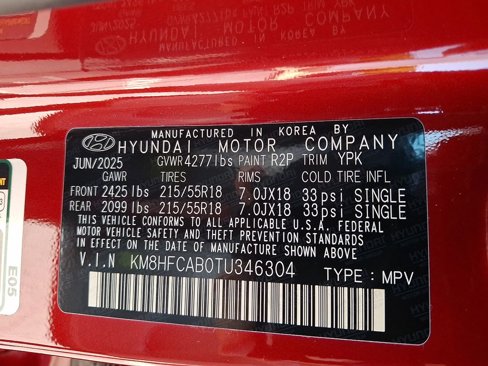 MANUFACTURED IN KOREA BY
HYUNDAI MOTOR COMPANY
JUN/2025 GVWR4277lbs PAINT R2P TRIM YPK
GAWR TIRES RIMS COLD TIRE INFL
FRONT 2425lbs 215/55R18 7.0JX18 33psi SINGLE
REAR 2099lbs 215/55R18 7.0JX18 33psi SINGLE
THIS VEHICLE CONFORMS TO ALL APPLICABLE U.S.A. FEDERAL
MOTOR VEHICLE SAFETY AND THEFT PREVENTION STANDARDS
IN EFFECT ON THE DATE OF MANUFACTURE SHOWN ABOVE
V.I.N KM8HFCAB0TU346304 TYPE : MPV
E05